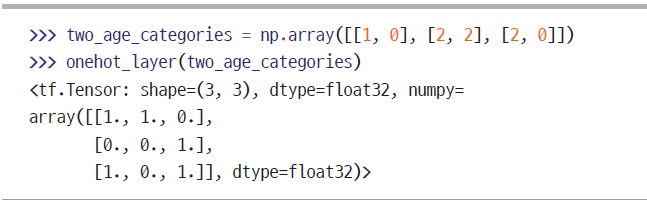 >>> two_age_categories = np.array([[1, 0], [2, 2], [2, 0]])
>>> onehot_layer(two_age_categories)
<tf.Tensor: shape=(3, 3), dtype=float32, numpy=
array([[1., 1., 0.],
       [0., 0., 1.],
       [1., 0., 1.]], dtype=float32)>